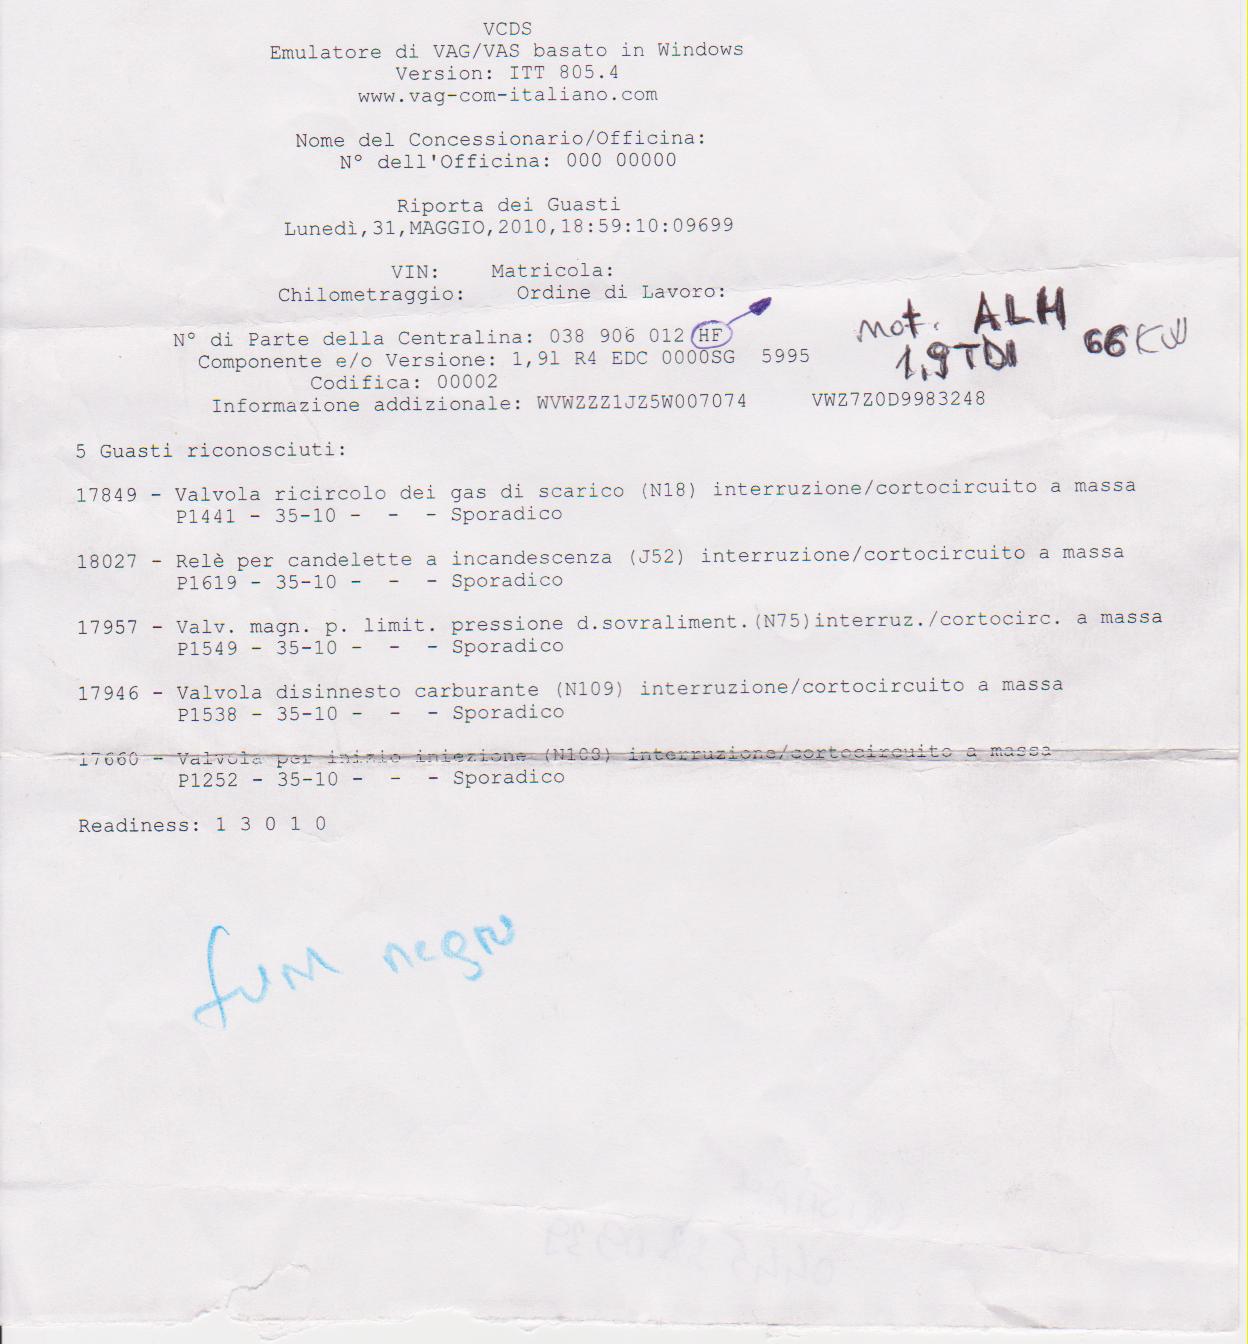 VCDS
Emulatore di VAG/VAS basato in Windows
Version: ITT 805.4
www.vag-com-italiano.com
Nome del Concessionario/Officina:
N° dell'Officina: 000 00000
Riporta dei Guasti
Lunedì,31,MAGGIO,2010,18:59:10:09699
VIN: Matricola:
Chilometraggio: Ordine di Lavoro:
N° di Parte della Centralina: 038 906 012 HF
mot. ALH
1,9 TDI 66 KW
Componente e/o Versione: 1,9l R4 EDC 0000SG 5995
Codifica: 00002
Informazione addizionale: WVWZZZ1JZ5W007074 VWZ7Z0D9983248
5 Guasti riconosciuti:
17849 - Valvola ricircolo dei gas di scarico (N18) interruzione/cortocircuito a massa
P1441 - 35-10 - - - Sporadico
18027 - Relè per candelette a incandescenza (J52) interruzione/cortocircuito a massa
P1619 - 35-10 - - - Sporadico
17957 - Valv. magn. p. limit. pressione d.sovraliment.(N75)interruz./cortocirc. a massa
P1549 - 35-10 - - - Sporadico
17946 - Valvola disinnesto carburante (N109) interruzione/cortocircuito a massa
P1538 - 35-10 - - - Sporadico
17660 - Valvola per inizio iniezione (N108) interruzione/cortocircuito a massa
P1252 - 35-10 - - - Sporadico
Readiness: 1 3 0 1 0
fum negru